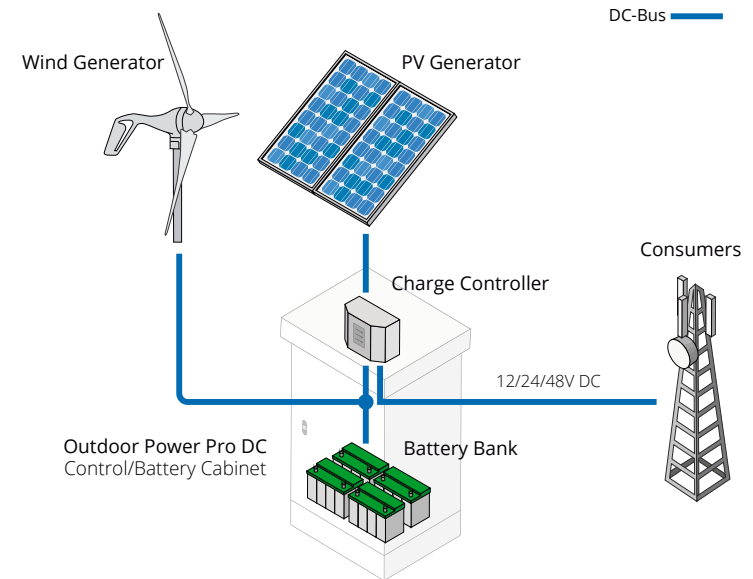 DC-Bus
Wind Generator
PV Generator
Consumers
Charge Controller
12/24/48V DC
Outdoor Power Pro DC
Control/Battery Cabinet
Battery Bank